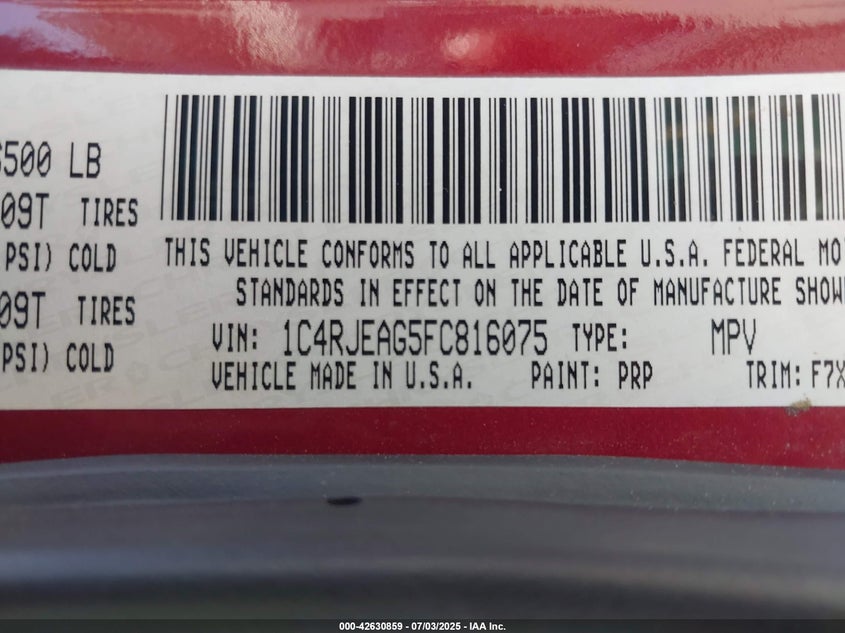 6500 LB
09T TIRES
PSI) COLD
09T TIRES
PSI) COLD
THIS VEHICLE CONFORMS TO ALL APPLICABLE U.S.A. FEDERAL MO
STANDARDS IN EFFECT ON THE DATE OF MANUFACTURE SHOW
VIN: 1C4RJEAG5FC816075 TYPE: MPV
VEHICLE MADE IN U.S.A. PAINT: PRP TRIM: F7X
000-42630859 - 07/03/2025 - IAA Inc.